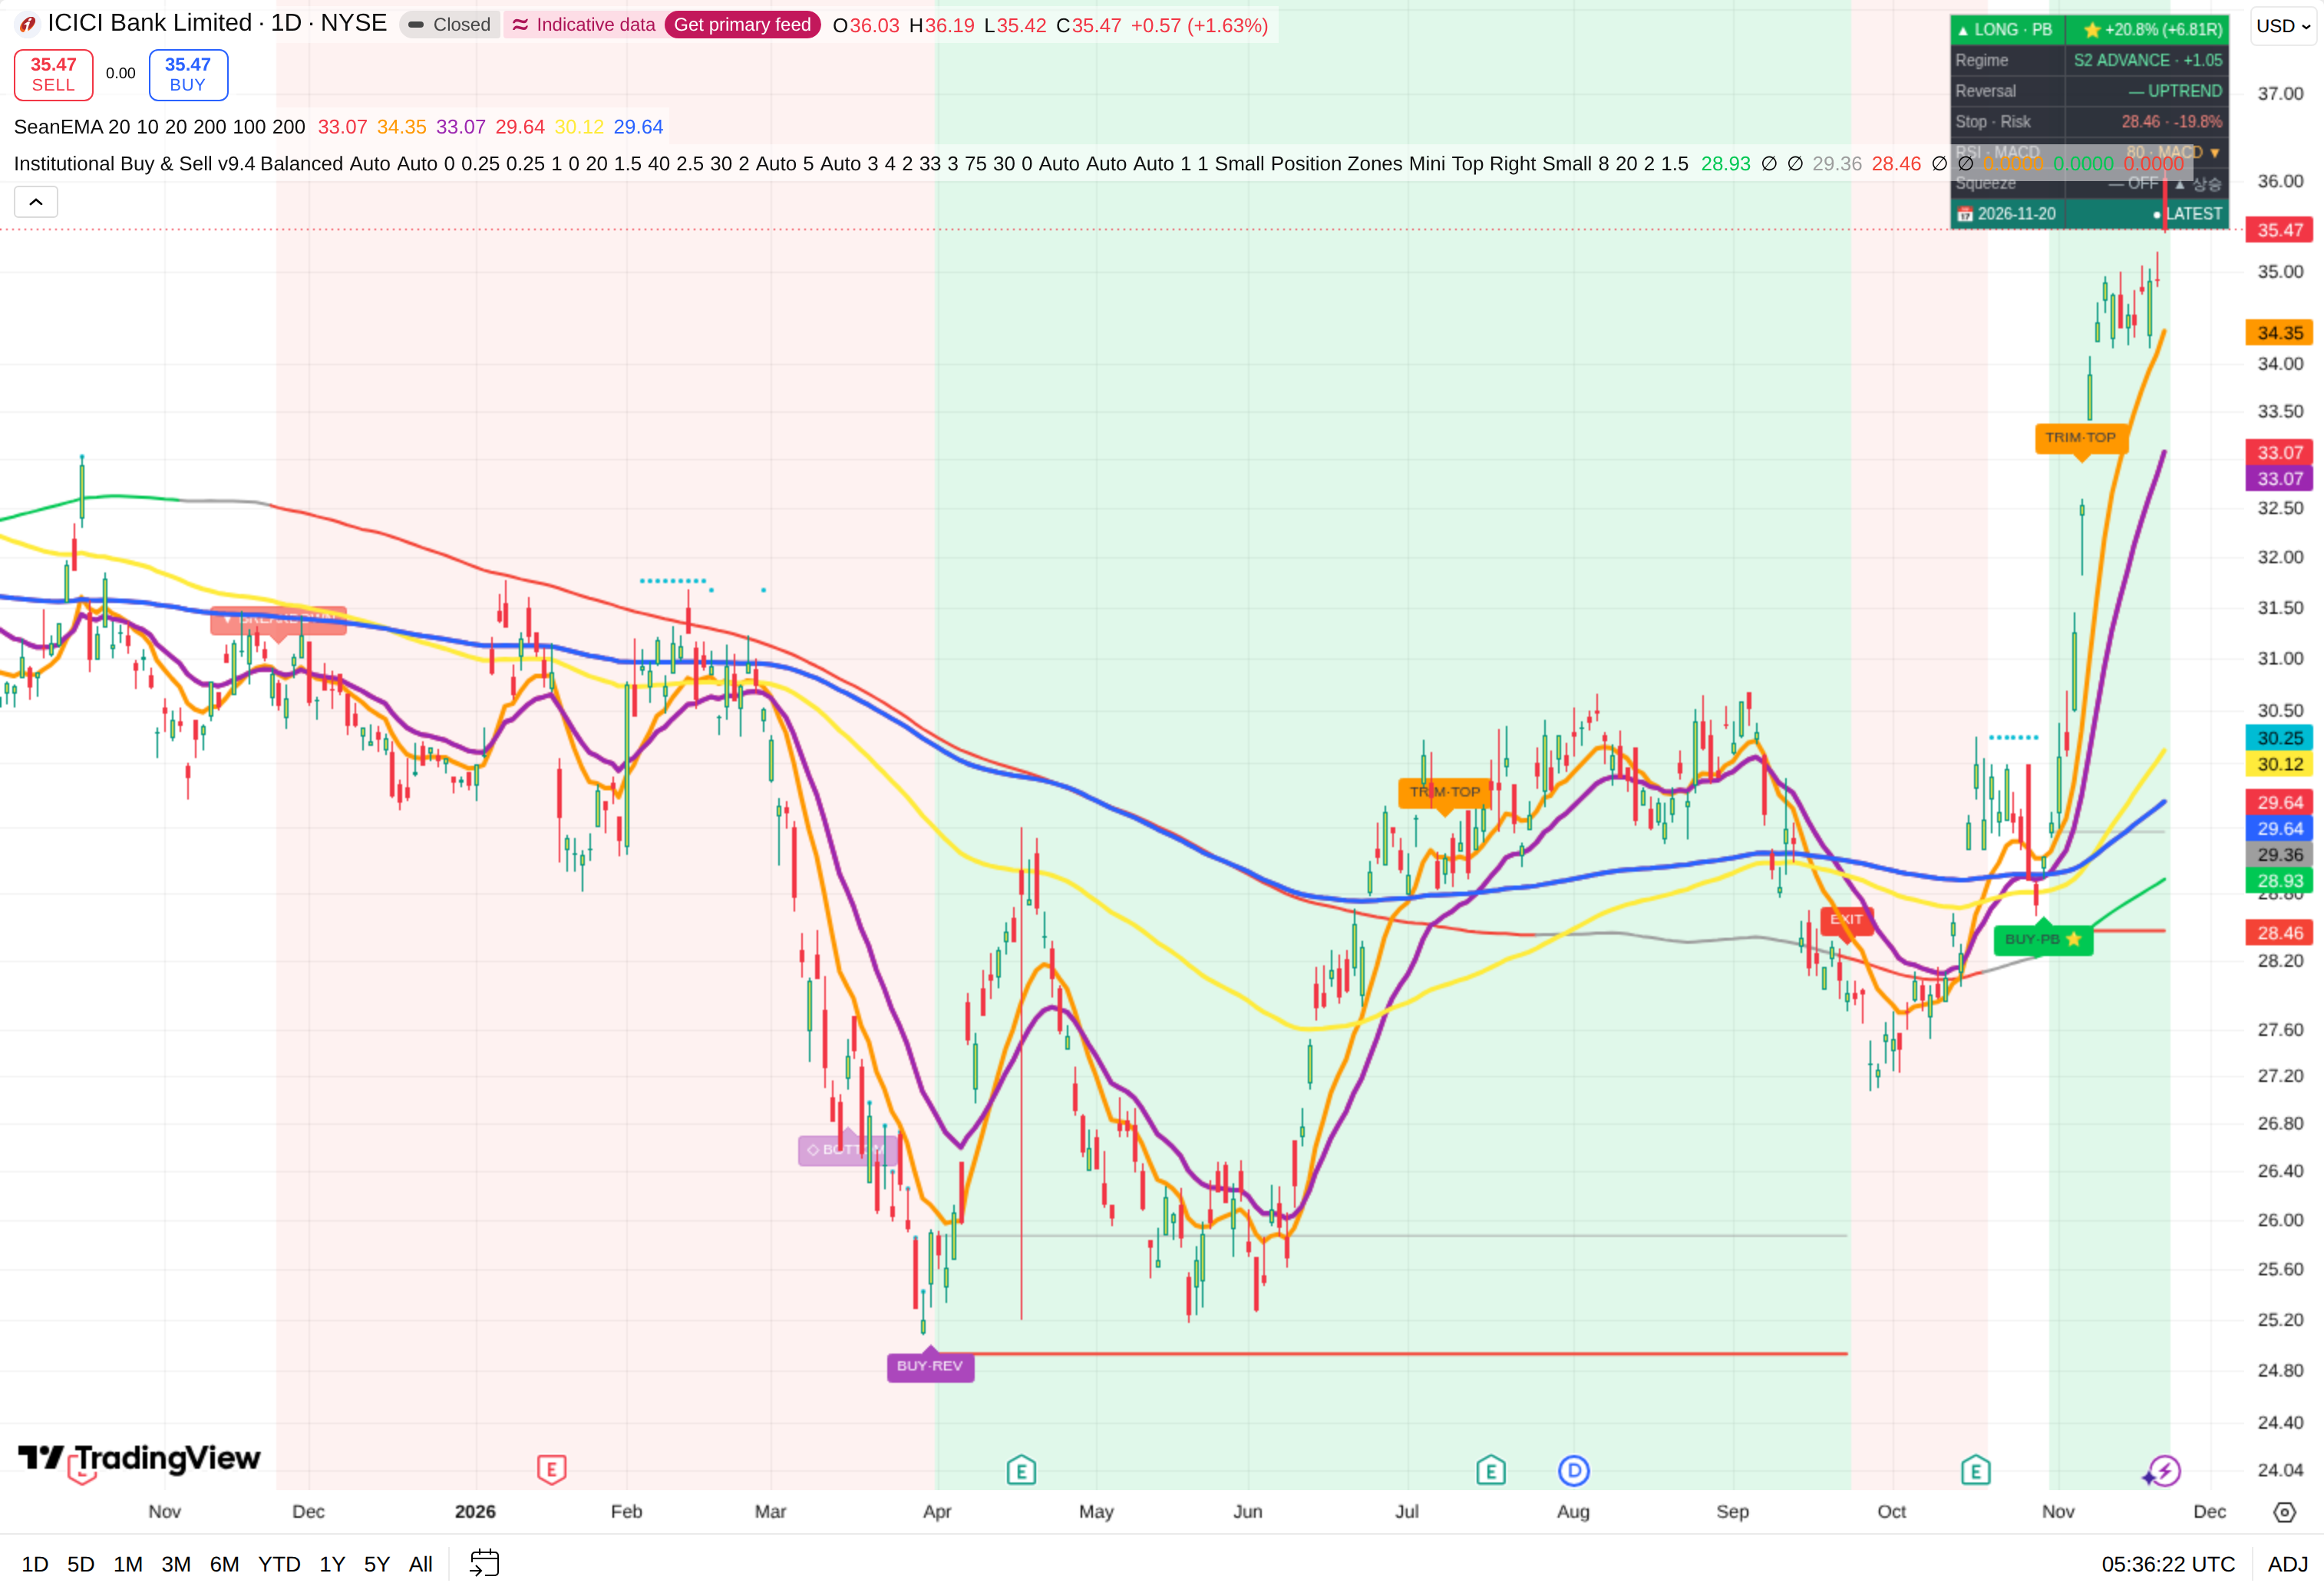 ICICI Bank Limited · 1D · NYSE Closed Indicative data Get primary feed O36.03 H36.19 L35.42 C35.47 +0.57 (+1.63%)
35.47 SELL 0.00 35.47 BUY
SeanEMA 20 10 20 200 100 200 33.07 34.35 33.07 29.64 30.12 29.64
Institutional Buy & Sell v9.4 Balanced Auto Auto 0 0.25 0.25 1 0 20 1.5 40 2.5 30 2 Auto 5 Auto 3 4 2 33 3 75 30 0 Auto Auto Auto 1 1 Small Position Zones Mini Top Right Small 8 20 2 1.5 28.93 ∅ ∅ 29.36 28.46 ∅ ∅ 0.0000 0.0000 0.0000
▲ LONG · PB ⭐ +20.8% (+6.81R)
Regime S2 ADVANCE · +1.05
Reversal — UPTREND
Stop · Risk 28.46 · -19.8%
RSI · MACD 80 · MACD ▼
Squeeze — OFF ▲ 상승
📅 2026-11-20 ● LATEST
USD
37.00
36.00
35.47
35.00
34.35
34.00
33.50
33.07
33.07
32.50
32.00
31.50
31.00
30.50
30.25
30.12
29.64
29.64
29.36
28.93
28.46
28.20
27.60
27.20
26.80
26.40
26.00
25.60
25.20
24.80
24.40
24.04
TRIM·TOP
TRIM·TOP
EXIT
BUY·PB ⭐
◇ BOTTOM
BUY·REV
TradingView
E
E
E
D
E
Nov Dec 2026 Feb Mar Apr May Jun Jul Aug Sep Oct Nov Dec
1D 5D 1M 3M 6M YTD 1Y 5Y All 05:36:22 UTC ADJ